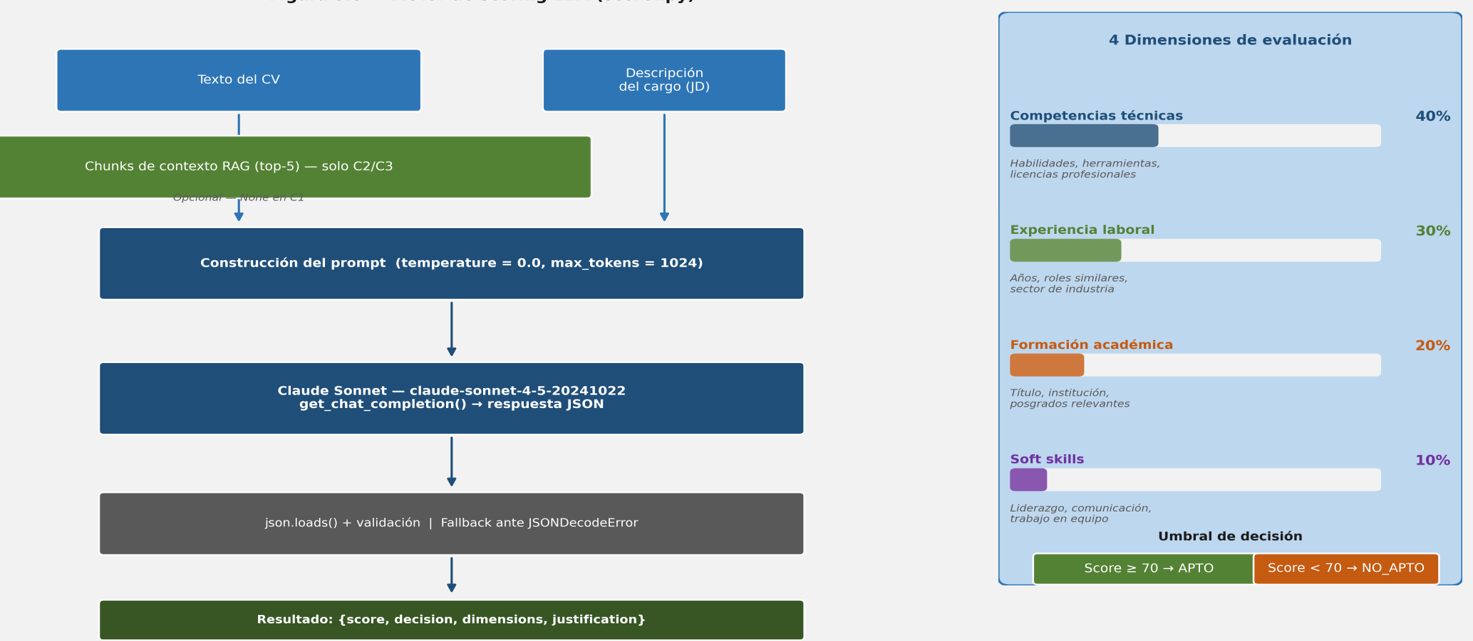 Texto del CV
Descripción
del cargo (JD)
Chunks de contexto RAG (top-5) — solo C2/C3
Opcional — None en C1
Construcción del prompt  (temperature = 0.0, max_tokens = 1024)
Claude Sonnet — claude-sonnet-4-5-20241022
get_chat_completion() → respuesta JSON
json.loads() + validación  |  Fallback ante JSONDecodeError
Resultado: {score, decision, dimensions, justification}
4 Dimensiones de evaluación
Competencias técnicas 40%
Habilidades, herramientas,
licencias profesionales
Experiencia laboral 30%
Años, roles similares,
sector de industria
Formación académica 20%
Título, institución,
posgrados relevantes
Soft skills 10%
Liderazgo, comunicación,
trabajo en equipo
Umbral de decisión
Score ≥ 70 → APTO
Score < 70 → NO_APTO